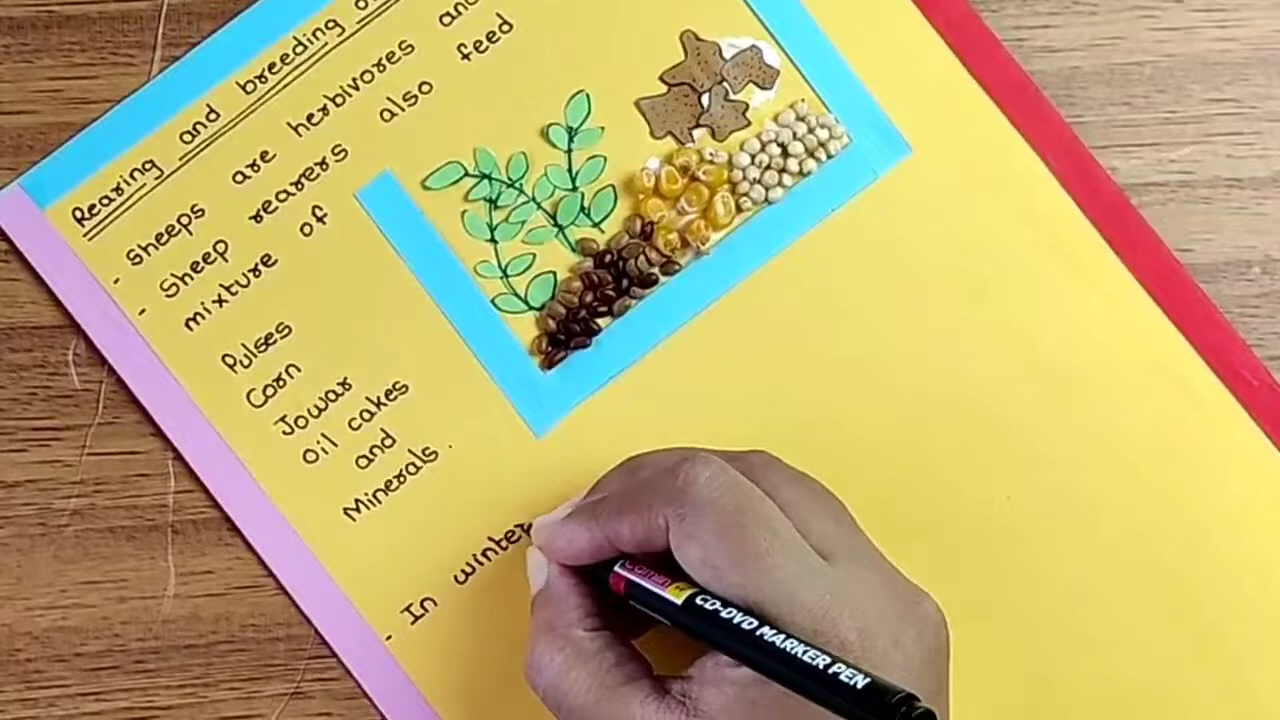 Rearing and breeding
- Sheeps are herbivores and
- Sheep rearers also feed
mixture of
Pulses
Corn
Jowar
Oil cakes
and
Minerals.
- In winter
Camlin
CD-DVD MARKER PEN